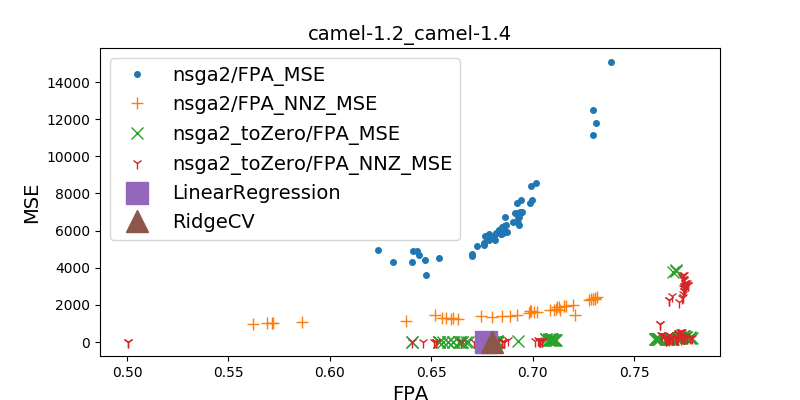 camel-1.2_camel-1.4
MSE
14000
12000
10000
8000
6000
4000
2000
0
nsga2/FPA_MSE
nsga2/FPA_NNZ_MSE
nsga2_toZero/FPA_MSE
nsga2_toZero/FPA_NNZ_MSE
LinearRegression
RidgeCV
0.50 0.55 0.60 0.65 0.70 0.75
FPA